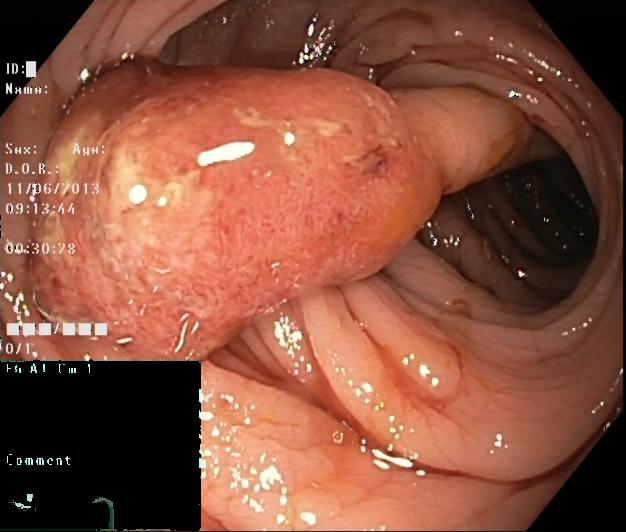 ID:
Name:
Sex: Age:
D.O.B.:
11/06/2013
09:13:44
00:30:28
0/1
Comment